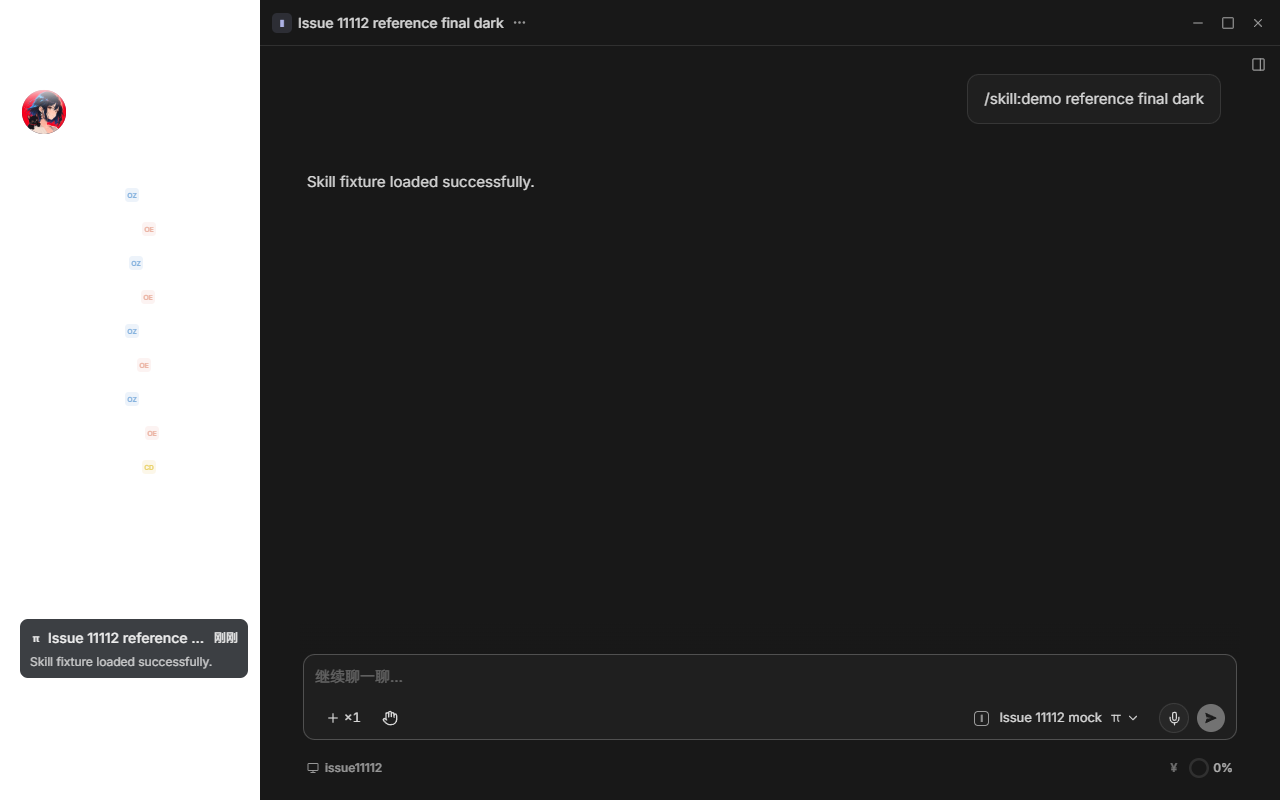 Issue 11112 reference final dark
/skill:demo reference final dark
Skill fixture loaded successfully.
OZ
OE
OZ
OE
OZ
OE
OZ
OE
CD
π Issue 11112 reference ... 刚刚
Skill fixture loaded successfully.
继续聊一聊...
×1
Issue 11112 mock π
issue11112
¥ 0%